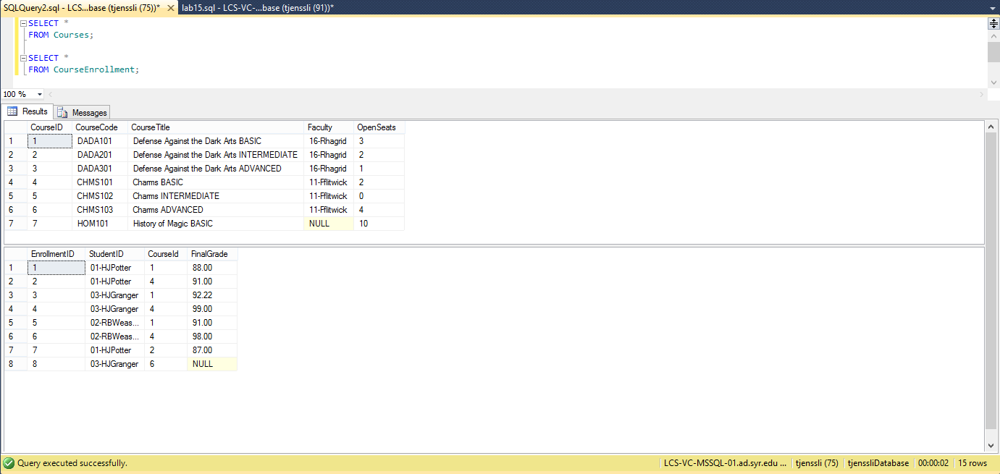 SQLQuery2.sql - LCS...base (tjenssli (75))* lab15.sql - LCS-VC-...base (tjenssli (91))*
SELECT *
FROM Courses;
SELECT *
FROM CourseEnrollment;
100 %
Results Messages
CourseID CourseCode CourseTitle Faculty OpenSeats
1 1 DADA101 Defense Against the Dark Arts BASIC 16-Rhagrid 3
2 2 DADA201 Defense Against the Dark Arts INTERMEDIATE 16-Rhagrid 2
3 3 DADA301 Defense Against the Dark Arts ADVANCED 16-Rhagrid 1
4 4 CHMS101 Charms BASIC 11-Fflitwick 2
5 5 CHMS102 Charms INTERMEDIATE 11-Fflitwick 0
6 6 CHMS103 Charms ADVANCED 11-Fflitwick 4
7 7 HOM101 History of Magic BASIC NULL 10
EnrollmentID StudentID CourseId FinalGrade
1 1 01-HJPotter 1 88.00
2 2 01-HJPotter 4 91.00
3 3 03-HJGranger 1 92.22
4 4 03-HJGranger 4 99.00
5 5 02-RBWeas... 1 91.00
6 6 02-RBWeas... 4 98.00
7 7 01-HJPotter 2 87.00
8 8 03-HJGranger 6 NULL
Query executed successfully. LCS-VC-MSSQL-01.ad.syr.edu ... tjenssli (75) tjenssliDatabase 00:00:02 15 rows